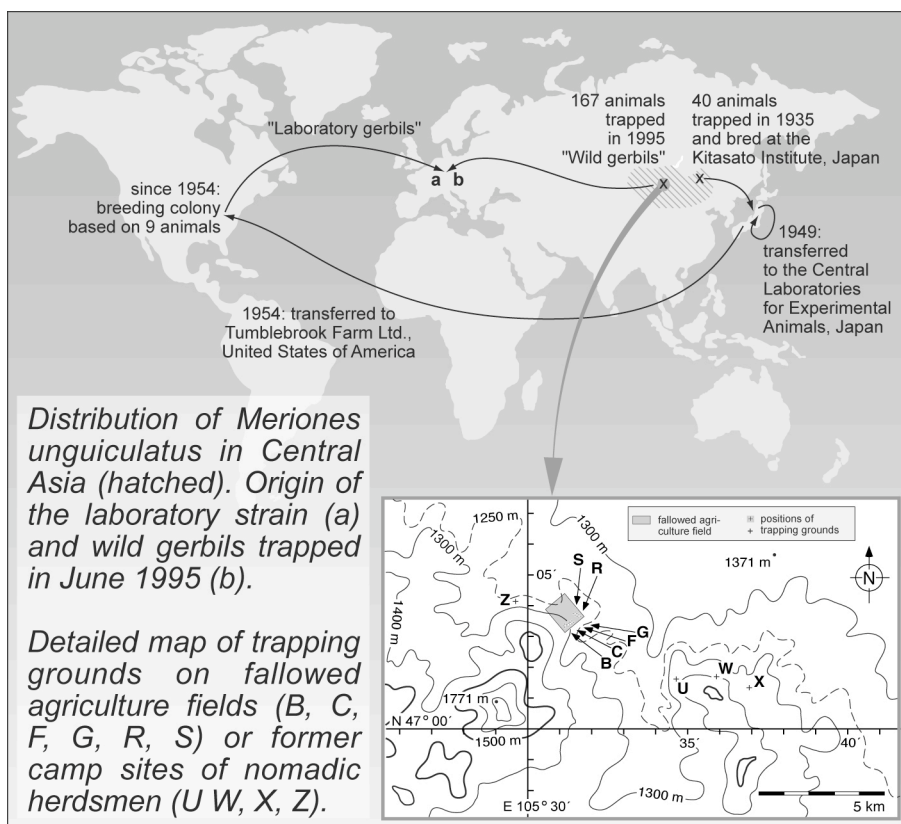 167 animals
trapped
in 1995
"Wild gerbils"
40 animals
trapped in 1935
and bred at the
Kitasato Institute, Japan
"Laboratory gerbils"
a b
X
X
since 1954:
breeding colony
based on 9 animals
1949:
transferred
to the Central
Laboratories
for Experimental
Animals, Japan
1954: transferred to
Tumblebrook Farm Ltd.,
United States of America
Distribution of Meriones
unguiculatus in Central
Asia (hatched). Origin of
the laboratory strain (a)
and wild gerbils trapped
in June 1995 (b).
Detailed map of trapping
grounds on fallowed
agriculture fields (B, C,
F, G, R, S) or former
camp sites of nomadic
herdsmen (U W, X, Z).
1250 m
1300 m
1300 m
fallowed agri-
culture field
positions of
trapping grounds
1371 m
N
05´
S
R
Z
1400 m
G
F
C
B
W
U
X
1771 m
N 47° 00´
1500 m
35´
40´
1300 m
E 105° 30´
5 km